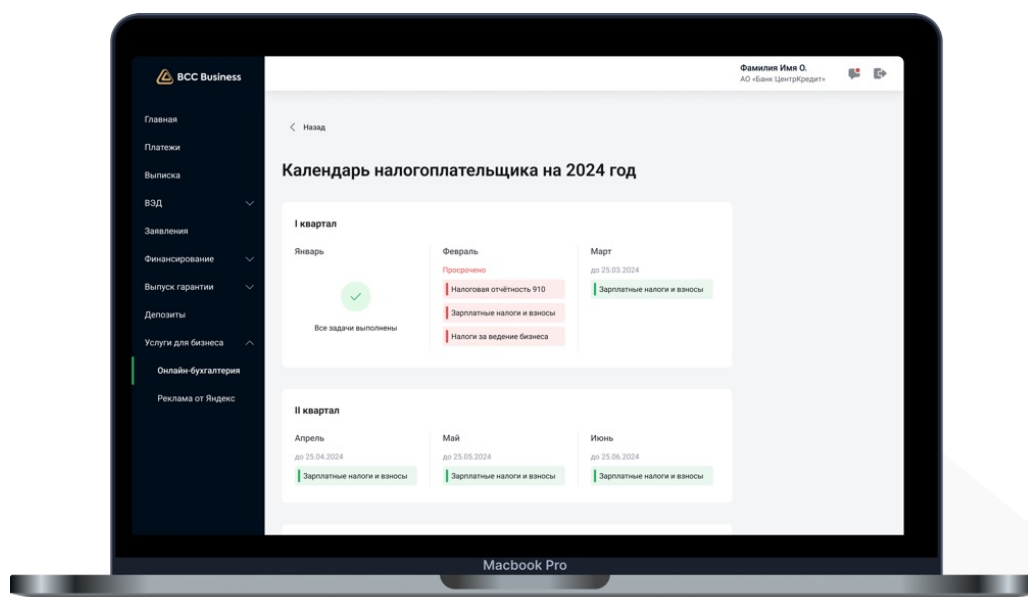 BCC Business
Фамилия Имя О.
АО «Банк ЦентрКредит»
Главная
Платежи
Выписка
ВЭД
Заявления
Финансирование
Выпуск гарантии
Депозиты
Услуги для бизнеса
Онлайн-бухгалтерия
Реклама от Яндекс
Назад
Календарь налогоплательщика на 2024 год
I квартал
Январь
Все задачи выполнены
Февраль
Просрочено
Налоговая отчётность 910
Зарплатные налоги и взносы
Налоги за ведение бизнеса
Март
до 25.03.2024
Зарплатные налоги и взносы
II квартал
Апрель
до 25.04.2024
Зарплатные налоги и взносы
Май
до 25.05.2024
Зарплатные налоги и взносы
Июнь
до 25.06.2024
Зарплатные налоги и взносы
Macbook Pro